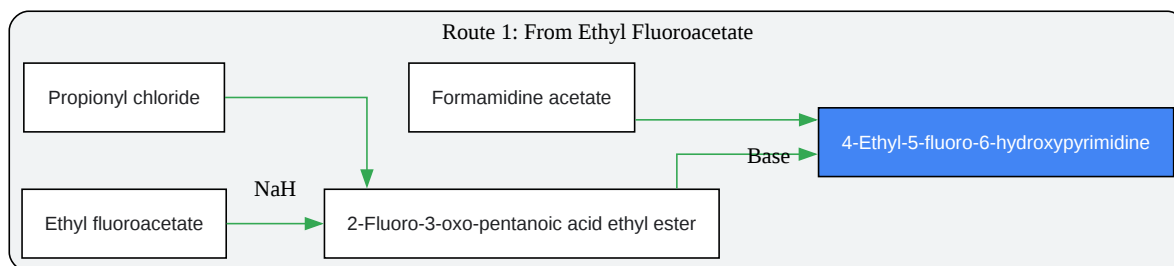 Route 1: From Ethyl Fluoroacetate
Propionyl chloride
Formamidine acetate
4-Ethyl-5-fluoro-6-hydroxypyrimidine
Base
NaH
Ethyl fluoroacetate
2-Fluoro-3-oxo-pentanoic acid ethyl ester